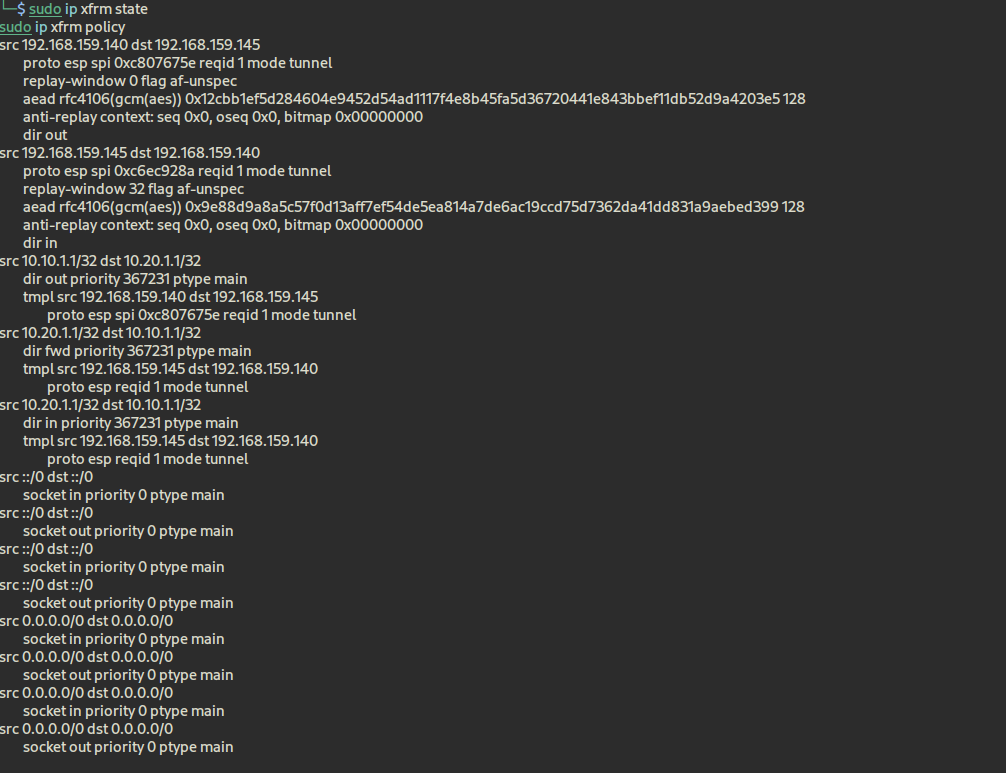 └─$ sudo ip xfrm state
sudo ip xfrm policy
src 192.168.159.140 dst 192.168.159.145
proto esp spi 0xc807675e reqid 1 mode tunnel
replay-window 0 flag af-unspec
aead rfc4106(gcm(aes)) 0x12cbb1ef5d284604e9452d54ad1117f4e8b45fa5d36720441e843bbef11db52d9a4203e5 128
anti-replay context: seq 0x0, oseq 0x0, bitmap 0x00000000
dir out
src 192.168.159.145 dst 192.168.159.140
proto esp spi 0xc6ec928a reqid 1 mode tunnel
replay-window 32 flag af-unspec
aead rfc4106(gcm(aes)) 0x9e88d9a8a5c57f0d13aff7ef54de5ea814a7de6ac19ccd75d7362da41dd831a9aebed399 128
anti-replay context: seq 0x0, oseq 0x0, bitmap 0x00000000
dir in
src 10.10.1.1/32 dst 10.20.1.1/32
dir out priority 367231 ptype main
tmpl src 192.168.159.140 dst 192.168.159.145
proto esp spi 0xc807675e reqid 1 mode tunnel
src 10.20.1.1/32 dst 10.10.1.1/32
dir fwd priority 367231 ptype main
tmpl src 192.168.159.145 dst 192.168.159.140
proto esp reqid 1 mode tunnel
src 10.20.1.1/32 dst 10.10.1.1/32
dir in priority 367231 ptype main
tmpl src 192.168.159.145 dst 192.168.159.140
proto esp reqid 1 mode tunnel
src ::/0 dst ::/0
socket in priority 0 ptype main
src ::/0 dst ::/0
socket out priority 0 ptype main
src ::/0 dst ::/0
socket in priority 0 ptype main
src ::/0 dst ::/0
socket out priority 0 ptype main
src 0.0.0.0/0 dst 0.0.0.0/0
socket in priority 0 ptype main
src 0.0.0.0/0 dst 0.0.0.0/0
socket out priority 0 ptype main
src 0.0.0.0/0 dst 0.0.0.0/0
socket in priority 0 ptype main
src 0.0.0.0/0 dst 0.0.0.0/0
socket out priority 0 ptype main